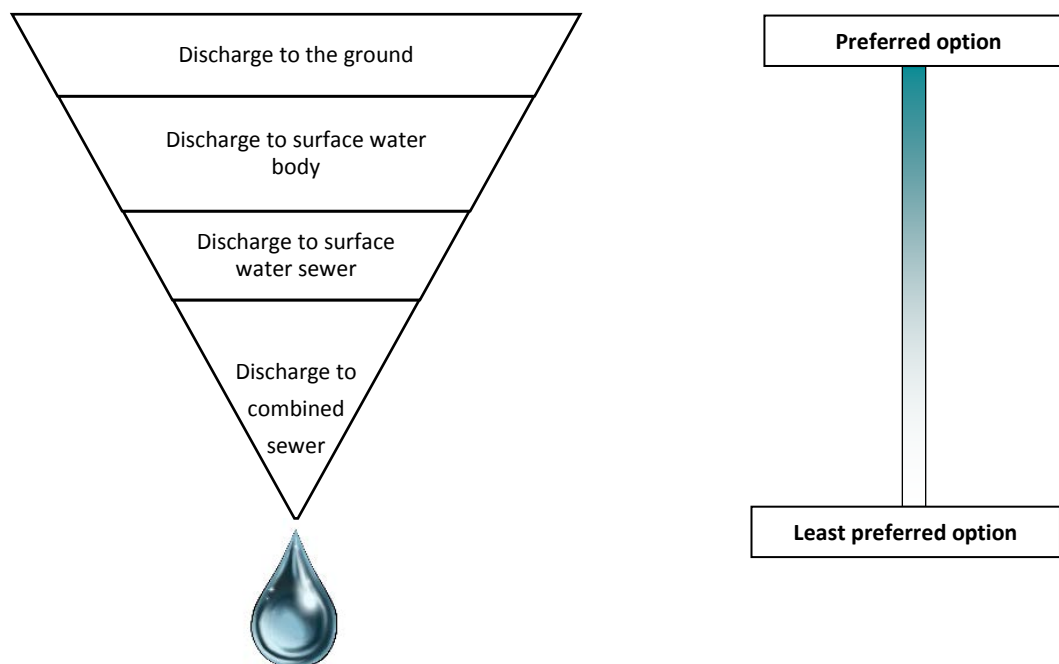 Discharge to the ground
Discharge to surface water
body
Discharge to surface
water sewer
Discharge to
combined
sewer
Preferred option
Least preferred option